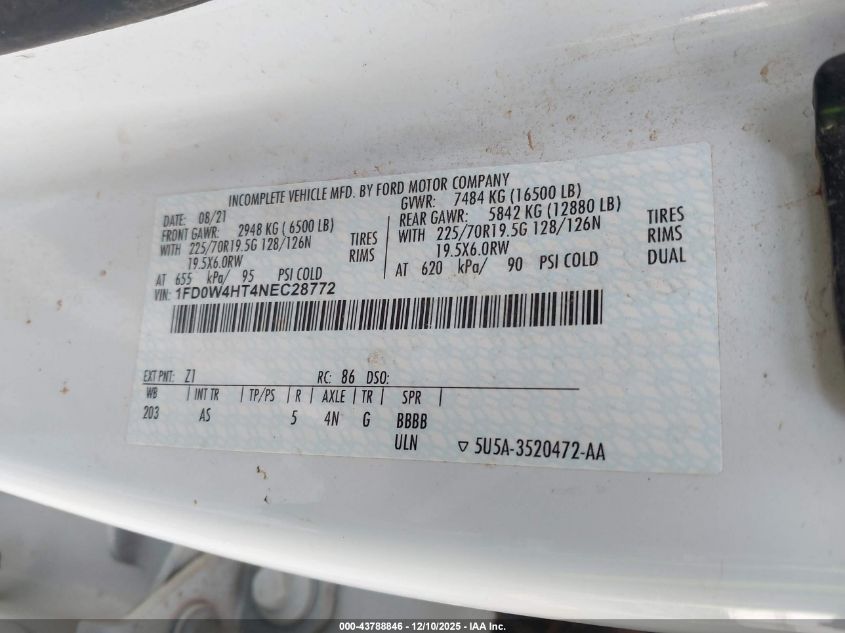 INCOMPLETE VEHICLE MFD. BY FORD MOTOR COMPANY
DATE: 08/21 GVWR: 7484 KG (16500 LB)
FRONT GAWR: 2948 KG ( 6500 LB) REAR GAWR: 5842 KG (12880 LB)
WITH 225/70R19.5G 128/126N TIRES WITH 225/70R19.5G 128/126N TIRES
19.5X6.0RW RIMS 19.5X6.0RW RIMS
AT 655 kPa/ 95 PSI COLD AT 620 kPa/ 90 PSI COLD DUAL
VIN: 1FD0W4HT4NEC28772
EXT PNT: Z1 RC: 86 DSO:
WB | INT TR | TP/PS | R | AXLE | TR | SPR |
203 AS 5 4N G BBBB
ULN ▽ 5U5A-3520472-AA
000-43788846 - 12/10/2025 - IAA, Inc.